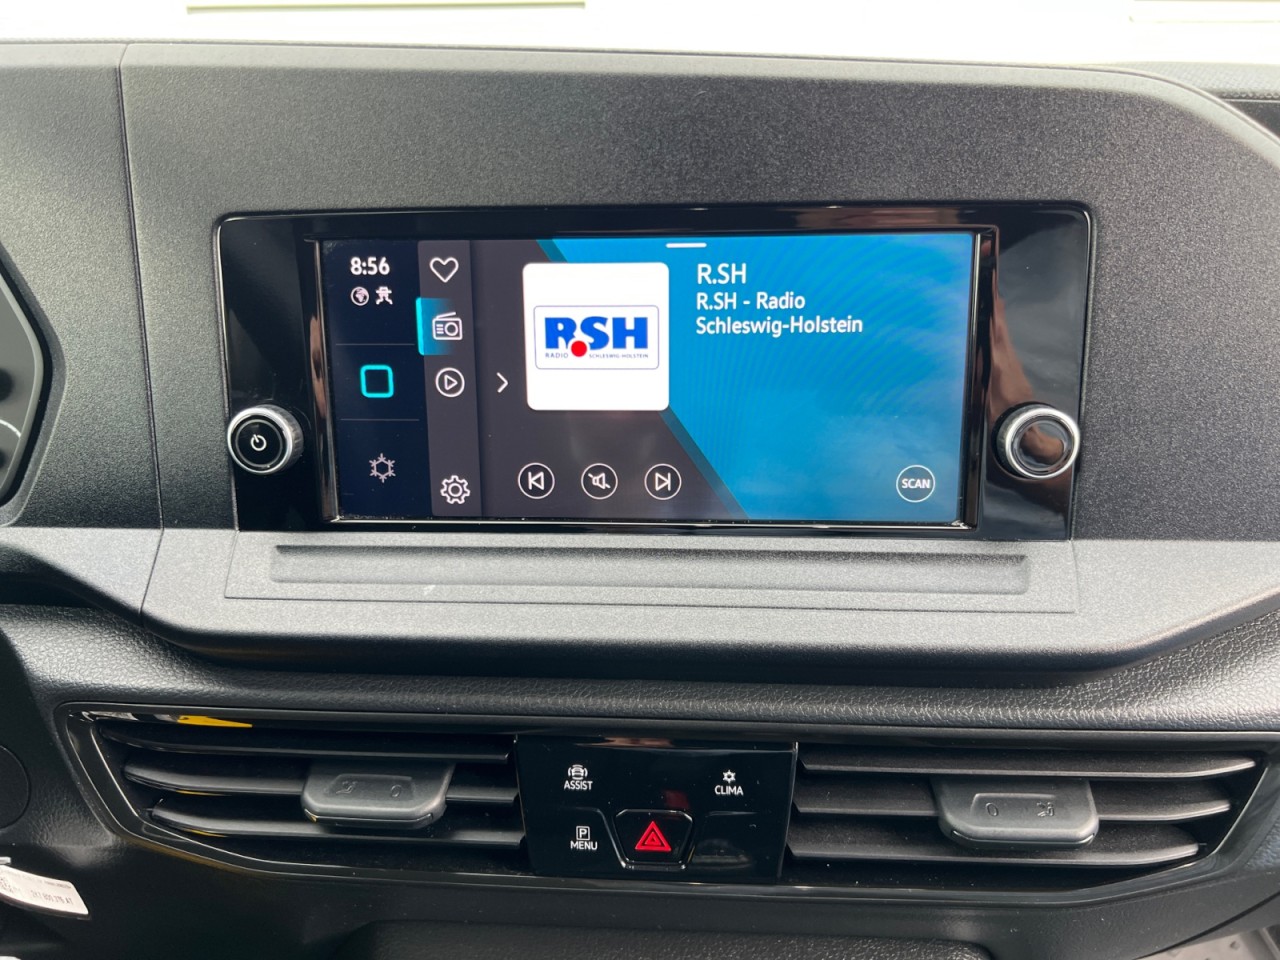 8:56
R.SH
R.SH - Radio
Schleswig-Holstein
R.SH
RADIO SCHLESWIG-HOLSTEIN
SCAN
ASSIST
CLIMA
P
MENU